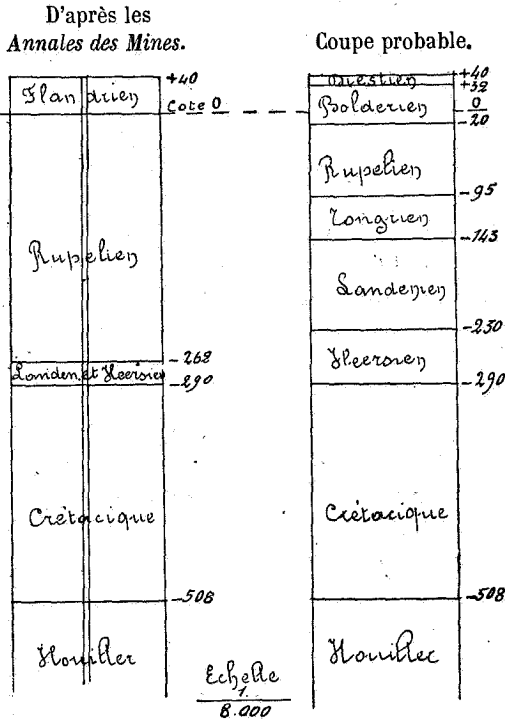 D'après les
Annales des Mines.
+40
Flandrien
Cote 0
Rupelien
-268
Landen. et Heersien
-290
Crétacique
-508
Houiller
Coupe probable.
+40
+32
Bolderien
0
-20
Rupelien
-95
Tongrien
-143
Landenien
-230
Heersien
-290
Crétacique
-508
Houiller
Echelle
1.
8.000